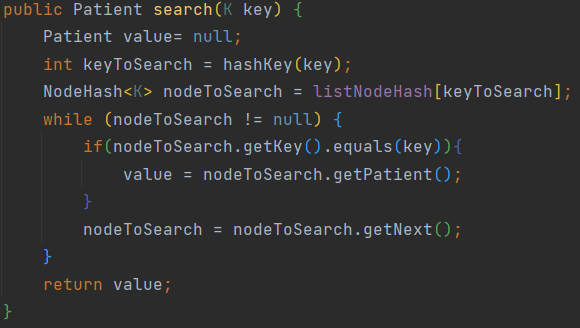 public Patient search(K key) {
    Patient value= null;
    int keyToSearch = hashKey(key);
    NodeHash<K> nodeToSearch = listNodeHash[keyToSearch];
    while (nodeToSearch != null) {
        if(nodeToSearch.getKey().equals(key)){
            value = nodeToSearch.getPatient();
        }
        nodeToSearch = nodeToSearch.getNext();
    }
    return value;
}